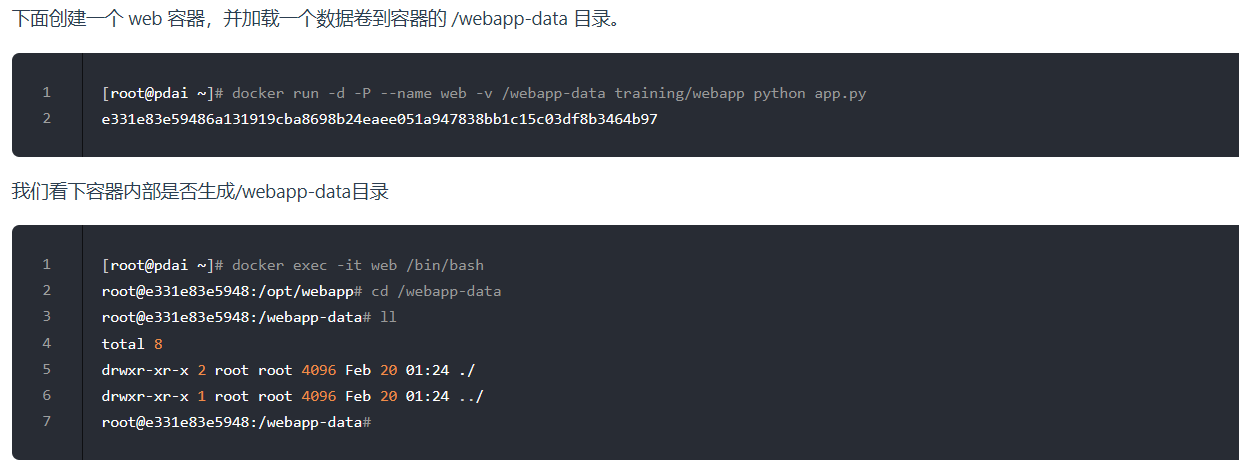 下面创建一个 web 容器，并加载一个数据卷到容器的 /webapp-data 目录。
1 [root@pdai ~]# docker run -d -P --name web -v /webapp-data training/webapp python app.py
2 e331e83e59486a131919cba8698b24eaee051a947838bb1c15c03df8b3464b97
我们看下容器内部是否生成/webapp-data目录
1 [root@pdai ~]# docker exec -it web /bin/bash
2 root@e331e83e5948:/opt/webapp# cd /webapp-data
3 root@e331e83e5948:/webapp-data# ll
4 total 8
5 drwxr-xr-x 2 root root 4096 Feb 20 01:24 ./
6 drwxr-xr-x 1 root root 4096 Feb 20 01:24 ../
7 root@e331e83e5948:/webapp-data#